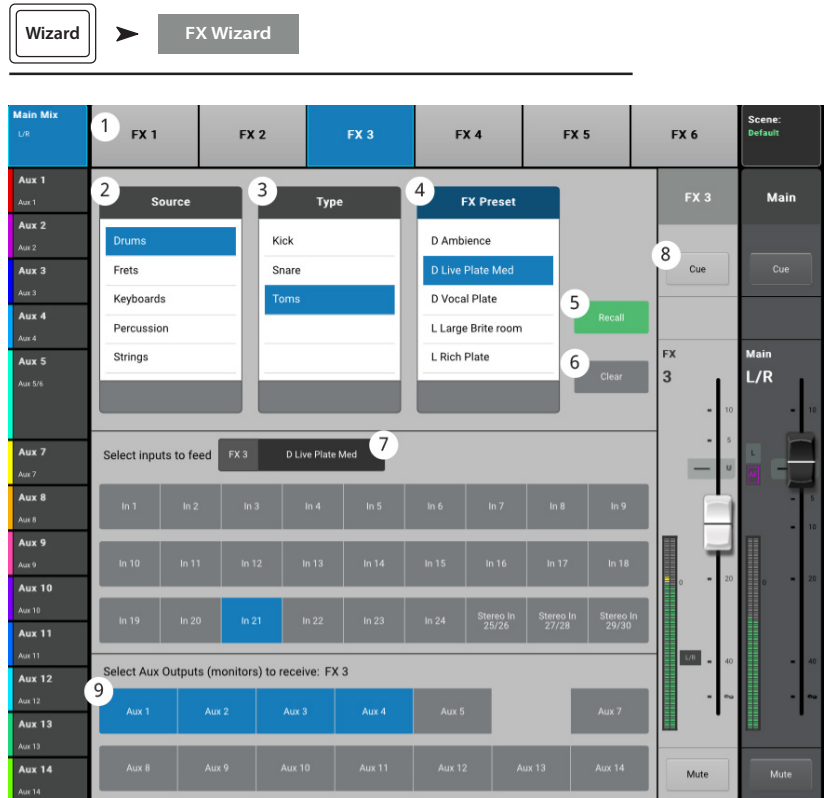 Wizard
FX Wizard
Main Mix
L/R
1
FX 1
FX 2
FX 3
FX 4
FX 5
FX 6
Scene:
Default
Aux 1
Aux 1
Aux 2
Aux 2
Aux 3
Aux 3
Aux 4
Aux 4
Aux 5
Aux 5/6
Aux 7
Aux 7
Aux 8
Aux 8
Aux 9
Aux 9
Aux 10
Aux 10
Aux 11
Aux 11
Aux 12
Aux 12
Aux 13
Aux 13
Aux 14
Aux 14
2
Source
Drums
Frets
Keyboards
Percussion
Strings
3
Type
Kick
Snare
Toms
4
FX Preset
D Ambience
D Live Plate Med
D Vocal Plate
L Large Brite room
L Rich Plate
5
Recall
6
Clear
Select inputs to feed
FX 3
D Live Plate Med
7
In 1
In 2
In 3
In 4
In 5
In 6
In 7
In 8
In 9
In 10
In 11
In 12
In 13
In 14
In 15
In 16
In 17
In 18
In 19
In 20
In 21
In 22
In 23
In 24
Stereo In
25/26
Stereo In
27/28
Stereo In
29/30
Select Aux Outputs (monitors) to receive: FX 3
9
Aux 1
Aux 2
Aux 3
Aux 4
Aux 5
Aux 7
Aux 8
Aux 9
Aux 10
Aux 11
Aux 12
Aux 13
Aux 14
FX 3
8
Cue
FX
3
10
5
U
0
20
L/R
40
∞
Mute
Main
Cue
Main
L/R
10
L
M
5
10
0
20
40
∞
Mute